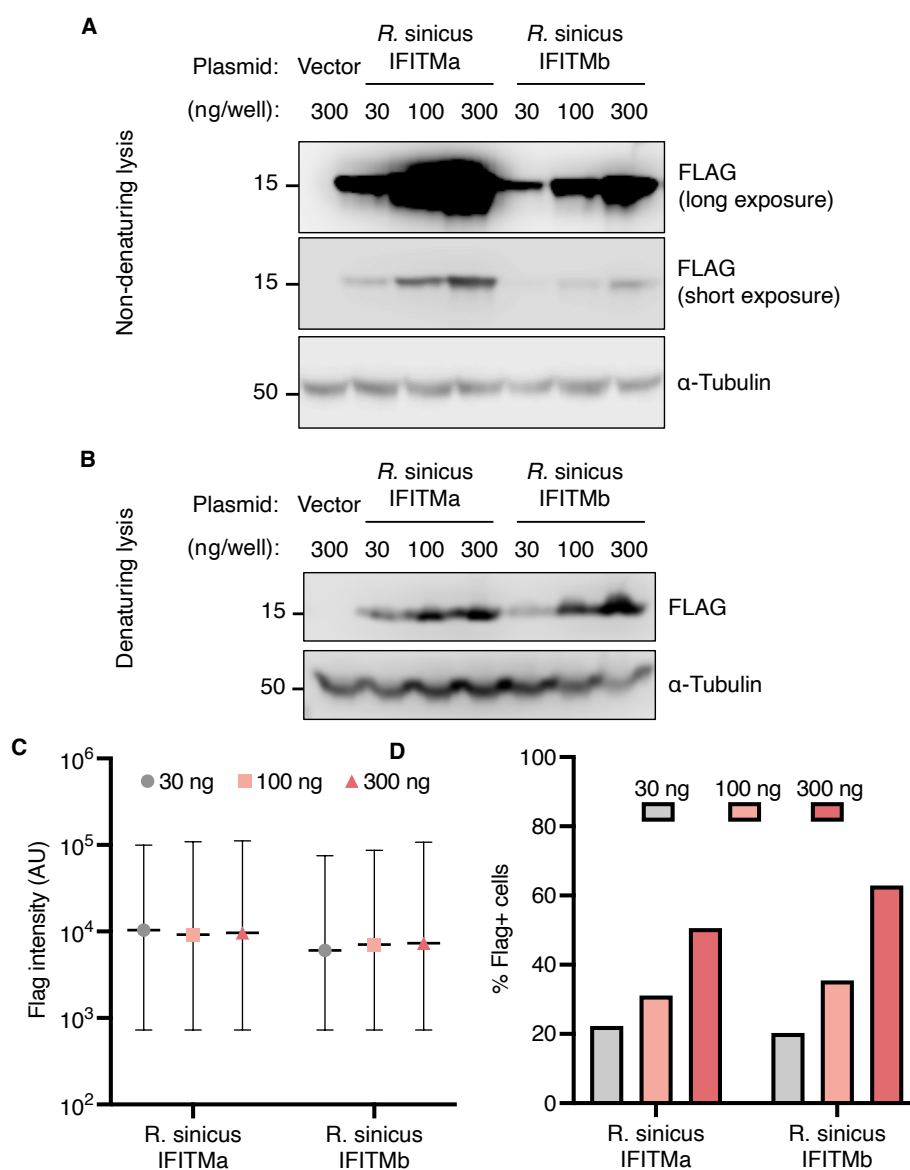 A
R. sinicus
IFITMa
R. sinicus
IFITMb
Plasmid: Vector
(ng/well): 300 30 100 300 30 100 300
Non-denaturing lysis
15
FLAG
(long exposure)
15
FLAG
(short exposure)
50
α-Tubulin
B
R. sinicus
IFITMa
R. sinicus
IFITMb
Plasmid: Vector
(ng/well): 300 30 100 300 30 100 300
Denaturing lysis
15
FLAG
50
α-Tubulin
C
Flag intensity (AU)
10⁶
10⁵
10⁴
10³
10²
30 ng 100 ng 300 ng
R. sinicus
IFITMa
R. sinicus
IFITMb
D
% Flag+ cells
100
80
60
40
20
0
30 ng 100 ng 300 ng
R. sinicus
IFITMa
R. sinicus
IFITMb